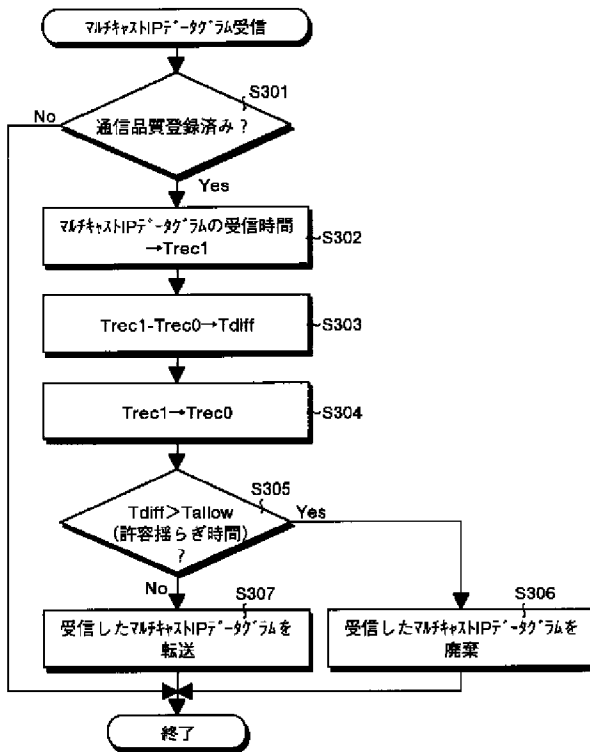 マルチキャストIPデータグラム受信
S301
No
通信品質登録済み?
Yes
マルチキャストIPデータグラムの受信時間
→Trec1
S302
Trec1-Trec0→Tdiff
S303
Trec1→Trec0
S304
S305
Tdiff>Tallow
(許容揺らぎ時間)
?
Yes
No
S307
受信したマルチキャストIPデータグラムを
転送
S306
受信したマルチキャストIPデータグラムを
廃棄
終了